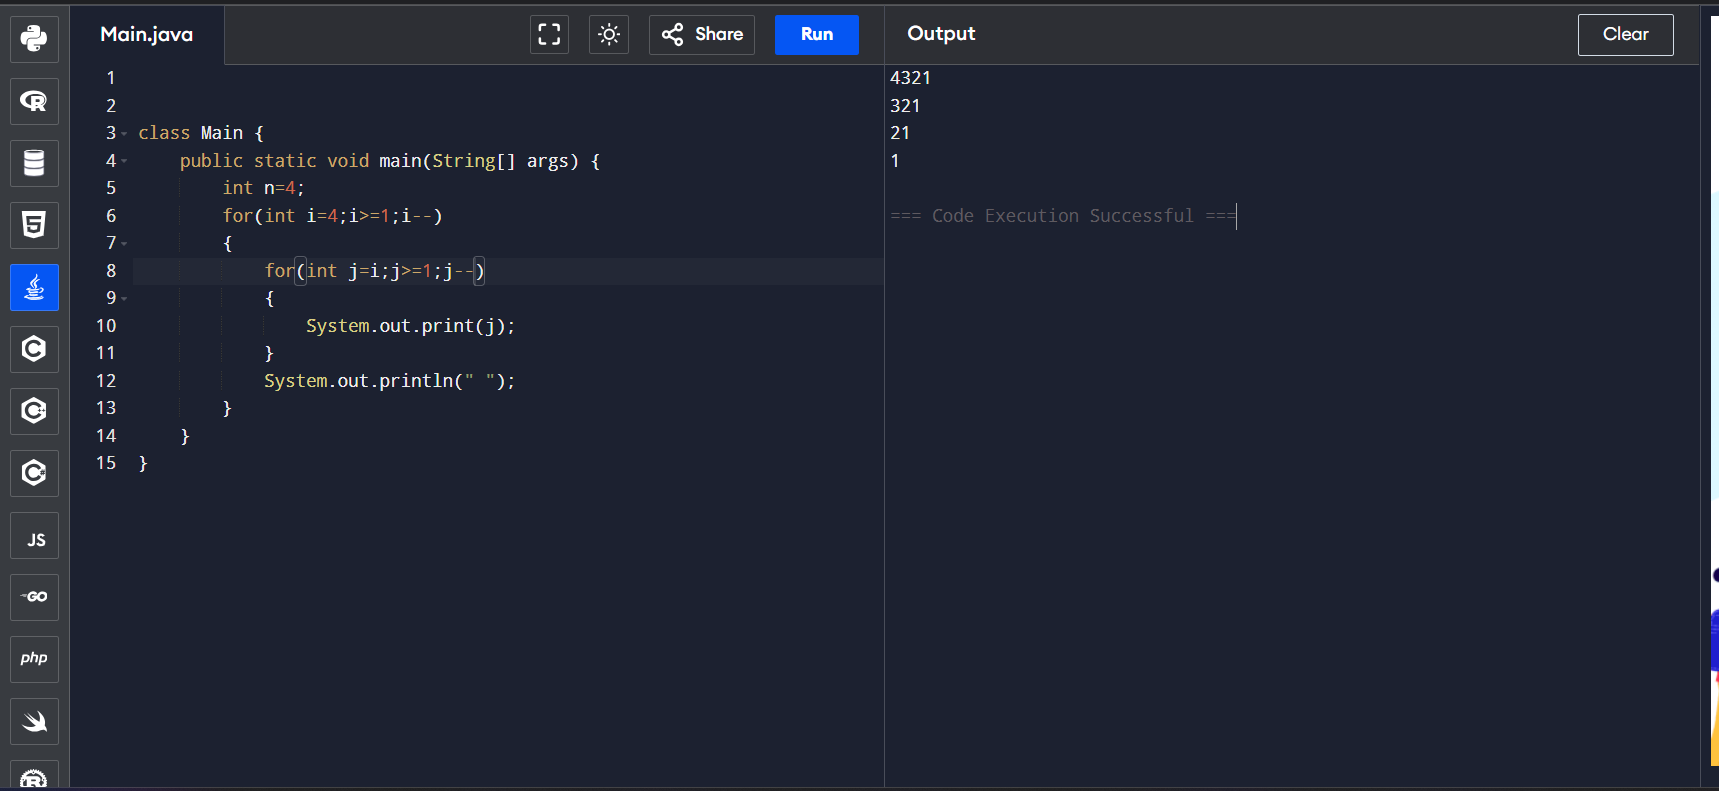 Main.java
Share
Run
Output
Clear
1
2
3 class Main {
4     public static void main(String[] args) {
5         int n=4;
6         for(int i=4;i>=1;i--)
7         {
8             for(int j=i;j>=1;j--)
9             {
10                 System.out.print(j);
11             }
12             System.out.println(" ");
13         }
14     }
15 }
4321
321
21
1
=== Code Execution Successful ===
R
5
C
C++
C#
JS
GO
php
R